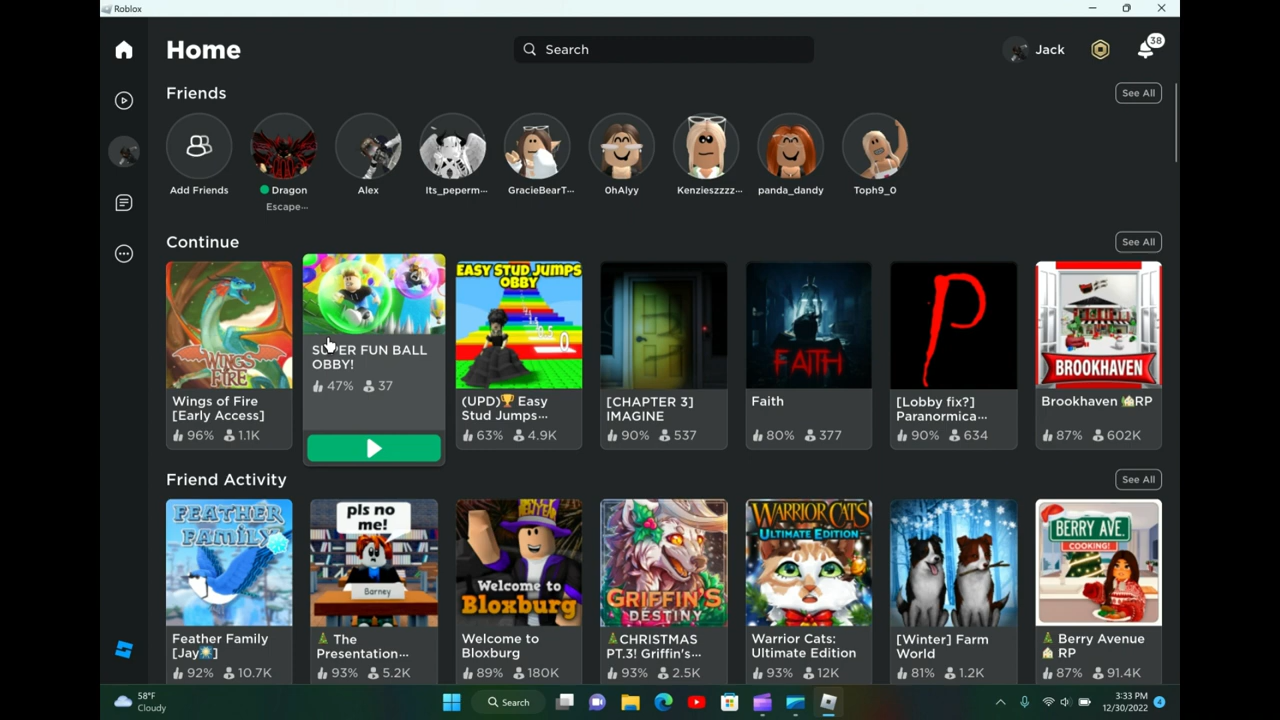 Roblox
Home
Search
Jack
38
Friends
See All
Add Friends
Dragon
Escape...
Alex
Its_peperm...
GracieBearT...
0hAlyy
Kenzieszzzz...
panda_dandy
Toph9_0
Continue
See All
WINGS of FIRE
Wings of Fire
[Early Access]
96% 1.1K
SUPER FUN BALL
OBBY!
47% 37
EASY STUD JUMPS
OBBY
(UPD)🏆 Easy
Stud Jumps...
63% 4.9K
[CHAPTER 3]
IMAGINE
90% 537
FAITH
Faith
80% 377
P
[Lobby fix?]
Paranormica...
90% 634
BROOKHAVEN
Brookhaven 🏡RP
87% 602K
Friend Activity
See All
FEATHER
FAMILY
Feather Family
[Jay🌟]
92% 10.7K
pls no
me!
Barney
🎄 The
Presentation...
93% 5.2K
Welcome to
Bloxburg
Welcome to
Bloxburg
89% 180K
GRIFFIN'S
DESTINY
🎄CHRISTMAS
PT.3! Griffin's...
93% 2.5K
WARRIOR CATS
ULTIMATE EDITION
Warrior Cats:
Ultimate Edition
93% 12K
[Winter] Farm
World
81% 1.2K
BERRY AVE.
COOKING!
🎄 Berry Avenue
🏠 RP
87% 91.4K
58°F
Cloudy
Search
3:33 PM
12/30/2022
4